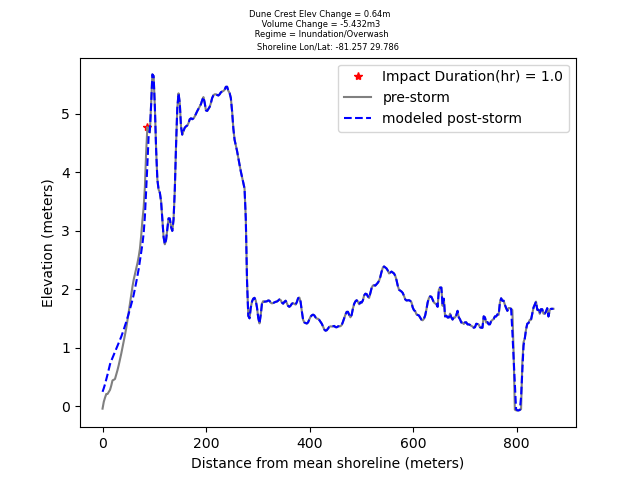 Dune Crest Elev Change = 0.64m
Volume Change = -5.432m3
Regime = Inundation/Overwash
Shoreline Lon/Lat: -81.257 29.786
Impact Duration(hr) = 1.0
pre-storm
modeled post-storm
Elevation (meters)
5
4
3
2
1
0
0 200 400 600 800
Distance from mean shoreline (meters)